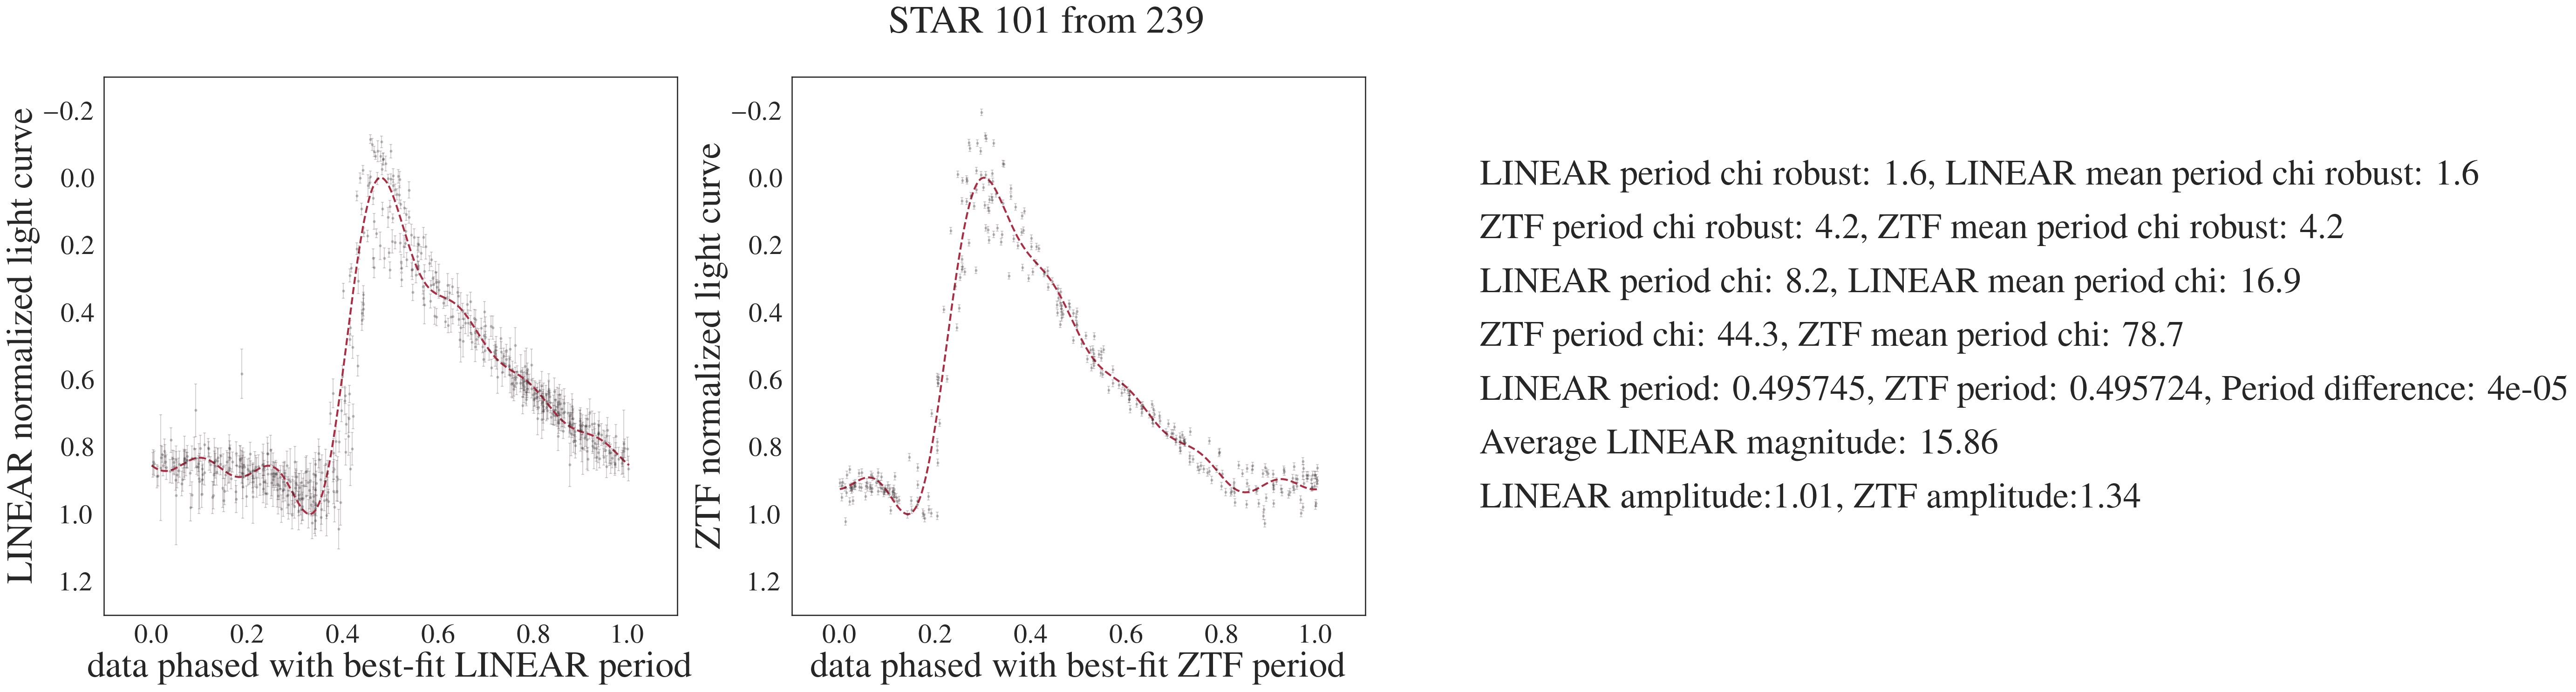 STAR 101 from 239
LINEAR normalized light curve
−0.2
0.0
0.2
0.4
0.6
0.8
1.0
1.2
0.0 0.2 0.4 0.6 0.8 1.0
data phased with best-fit LINEAR period
ZTF normalized light curve
−0.2
0.0
0.2
0.4
0.6
0.8
1.0
1.2
0.0 0.2 0.4 0.6 0.8 1.0
data phased with best-fit ZTF period
LINEAR period chi robust: 1.6, LINEAR mean period chi robust: 1.6
ZTF period chi robust: 4.2, ZTF mean period chi robust: 4.2
LINEAR period chi: 8.2, LINEAR mean period chi: 16.9
ZTF period chi: 44.3, ZTF mean period chi: 78.7
LINEAR period: 0.495745, ZTF period: 0.495724, Period difference: 4e-05
Average LINEAR magnitude: 15.86
LINEAR amplitude:1.01, ZTF amplitude:1.34